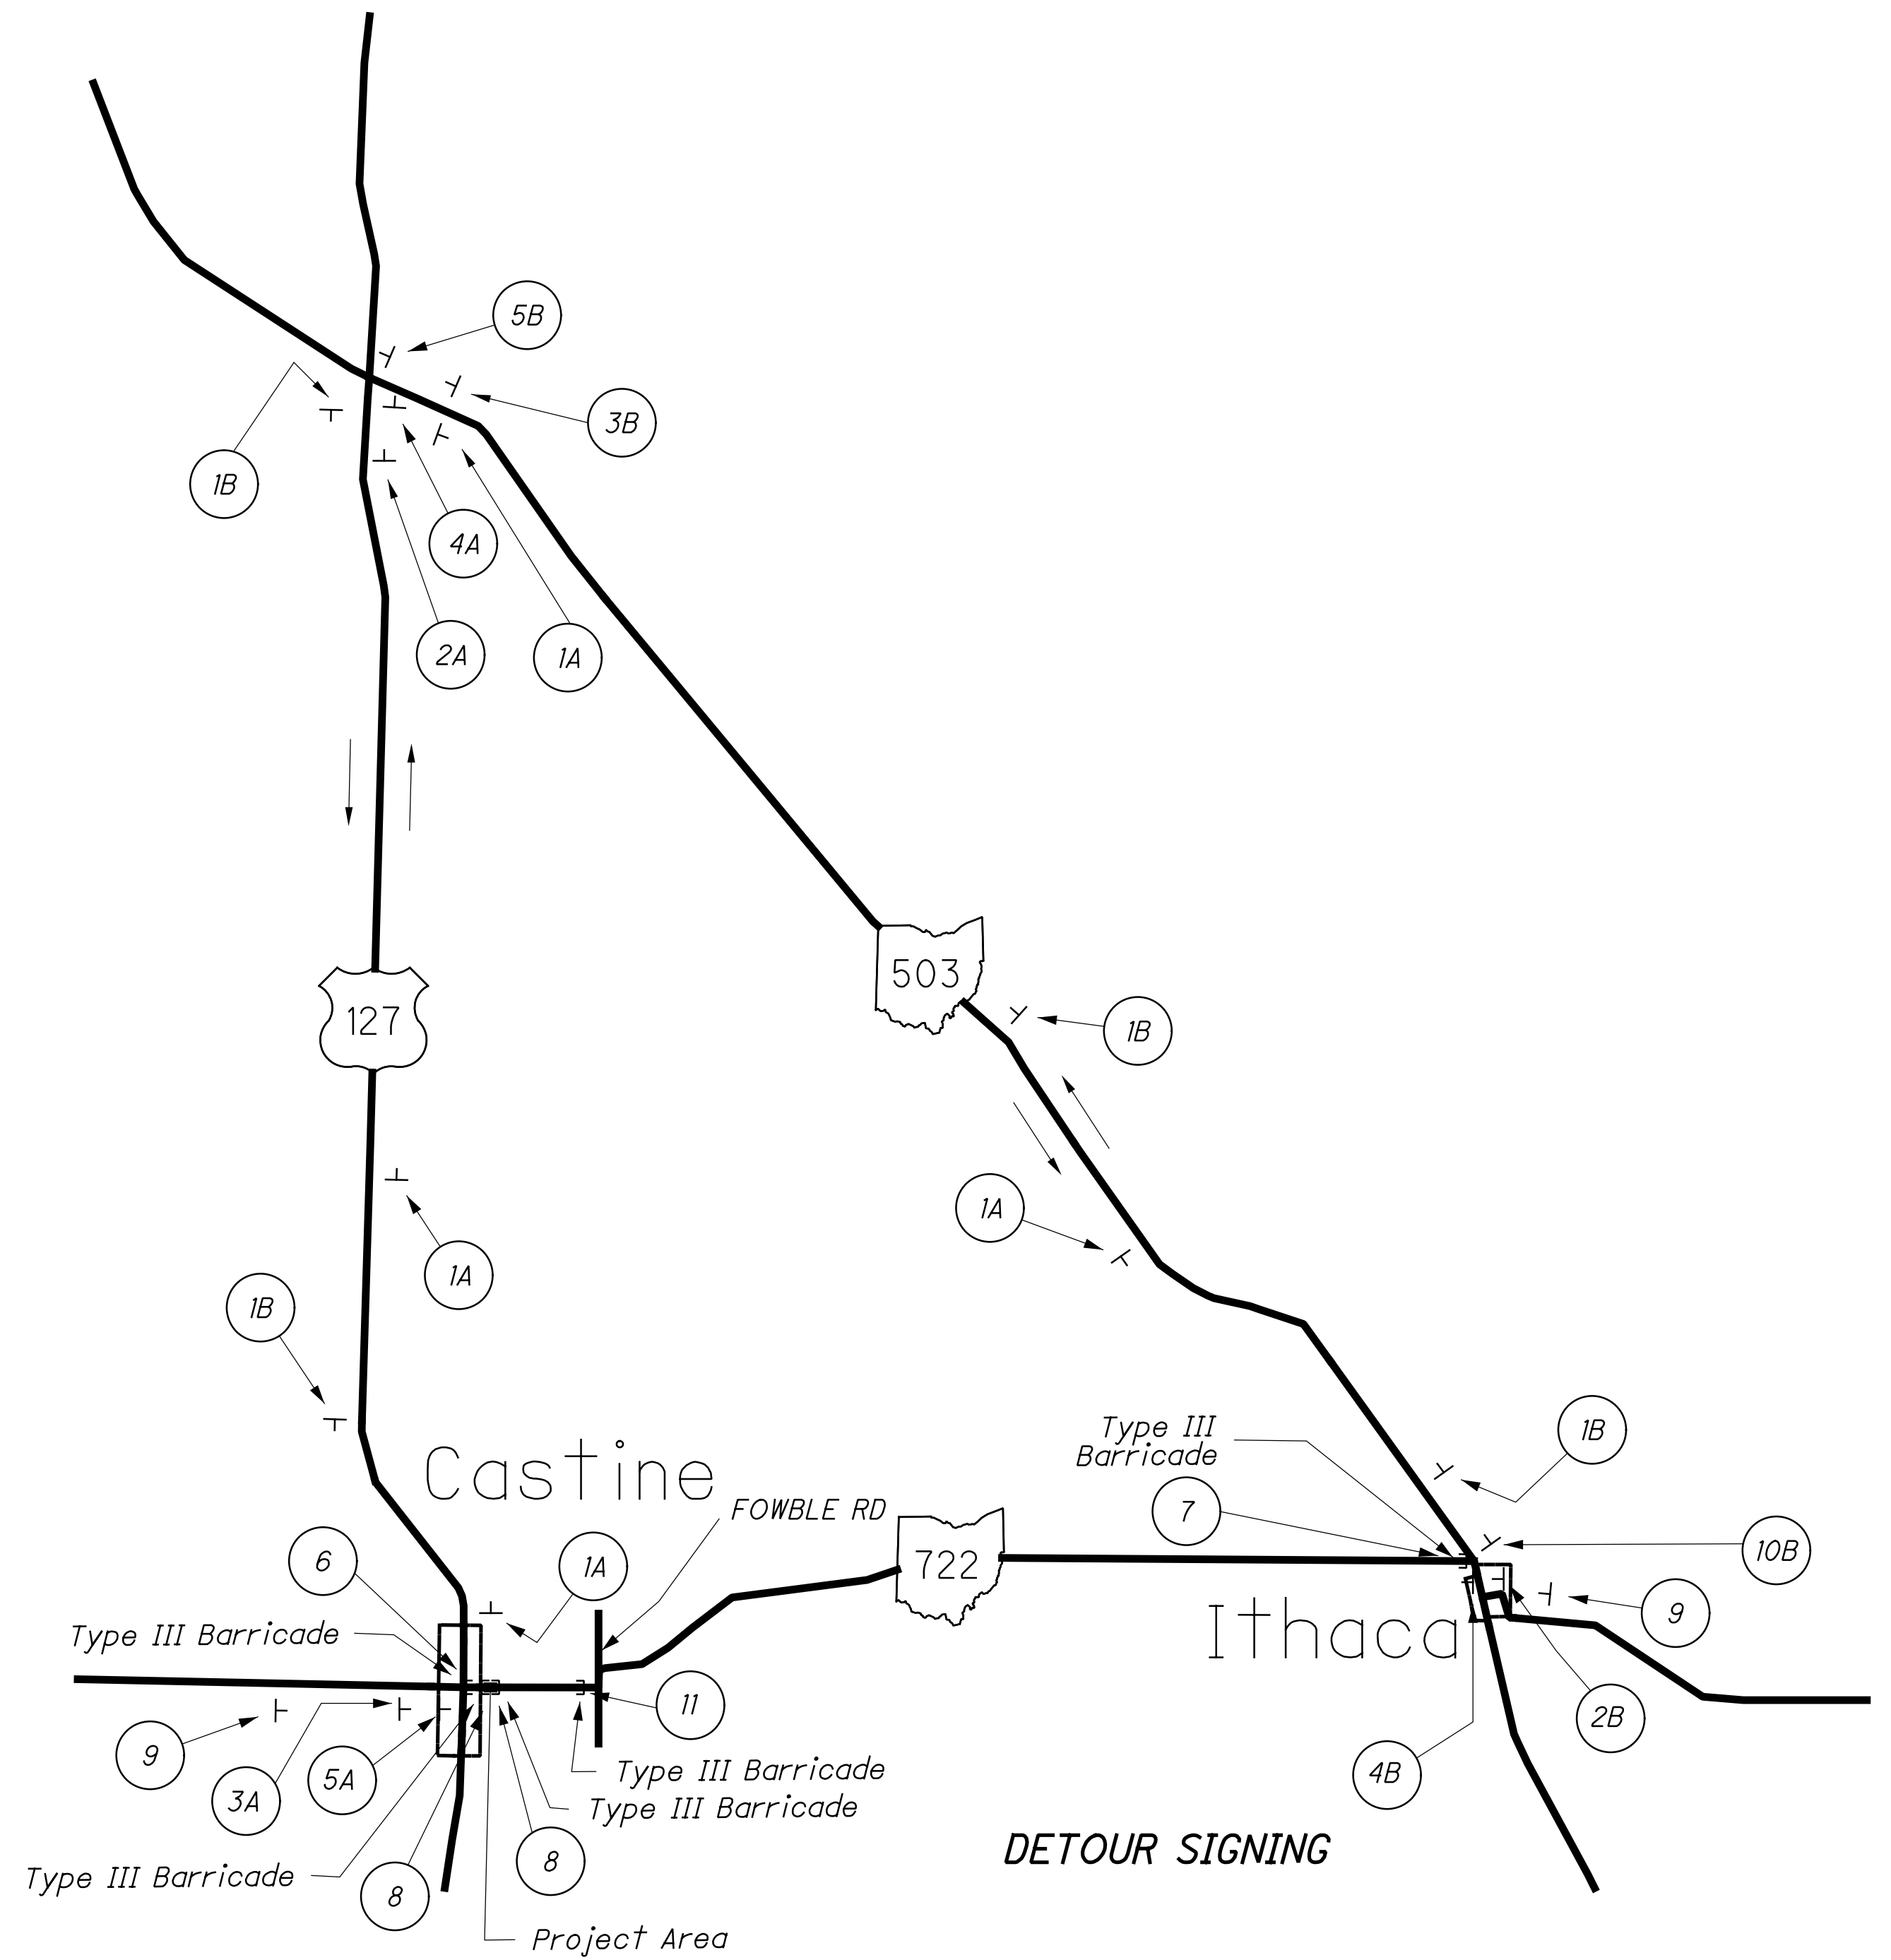 5B
3B
1B
4A
2A
1A
503
127
1B
1A
1A
1B
Type III
Barricade
1B
Castine
FOWBLE RD
7
10B
6
1A
722
9
Ithaca
Type III Barricade
11
2B
9
5A
3A
4B
Type III Barricade
Type III Barricade
DETOUR SIGNING
8
Type III Barricade
8
Project Area